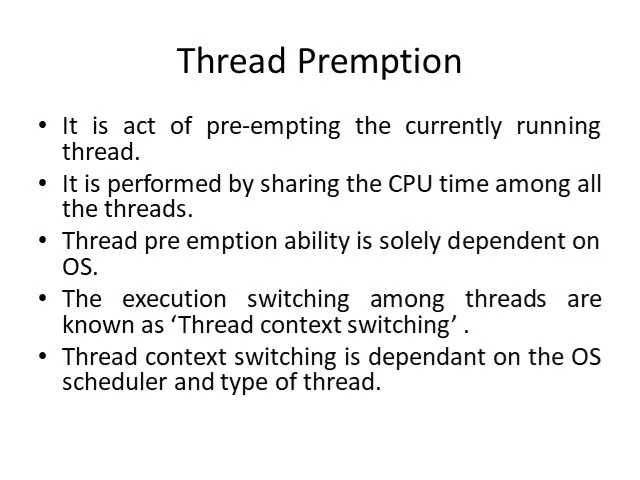 Thread Premption
• It is act of pre-empting the currently running
thread.
• It is performed by sharing the CPU time among all
the threads.
• Thread pre emption ability is solely dependent on
OS.
• The execution switching among threads are
known as ‘Thread context switching’ .
• Thread context switching is dependant on the OS
scheduler and type of thread.